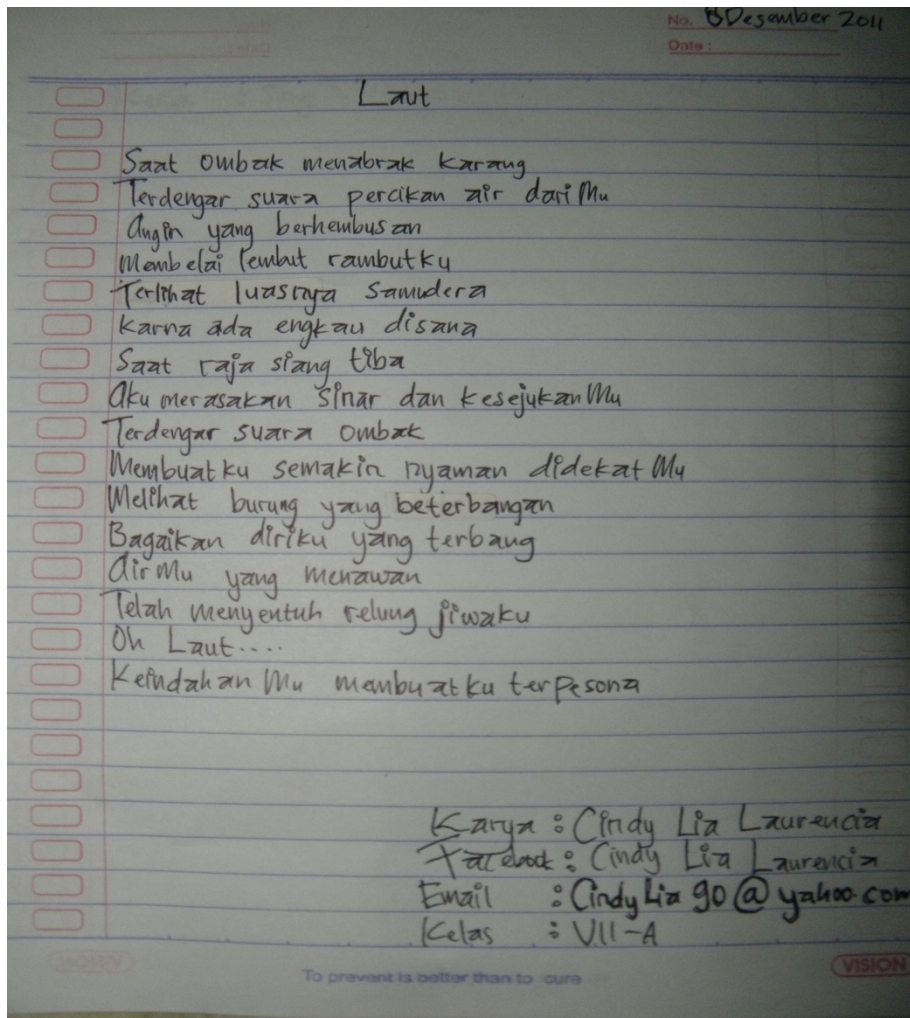 No. 8 Desember 2011
Date :
Laut
Saat ombak menabrak karang
Terdengar suara percikan air dariMu
Angin yang berhembusan
Membelai lembut rambutku
Terlihat luasnya Samudera
Karna ada engkau disana
Saat raja siang tiba
Aku merasakan sinar dan kesejukanMu
Terdengar suara ombak
Membuatku semakin nyaman didekatMu
Melihat burung yang beterbangan
Bagaikan diriku yang terbang
AirMu yang menawan
Telah menyentuh relung jiwaku
Oh Laut....
KeindahanMu membuatku terpesona
Karya : Cindy Lia Laurencia
Facebook : Cindy Lia Laurencia
Email : CindyLia90@yahoo.com
Kelas : VII-A
To prevent is better than to cure
VISION